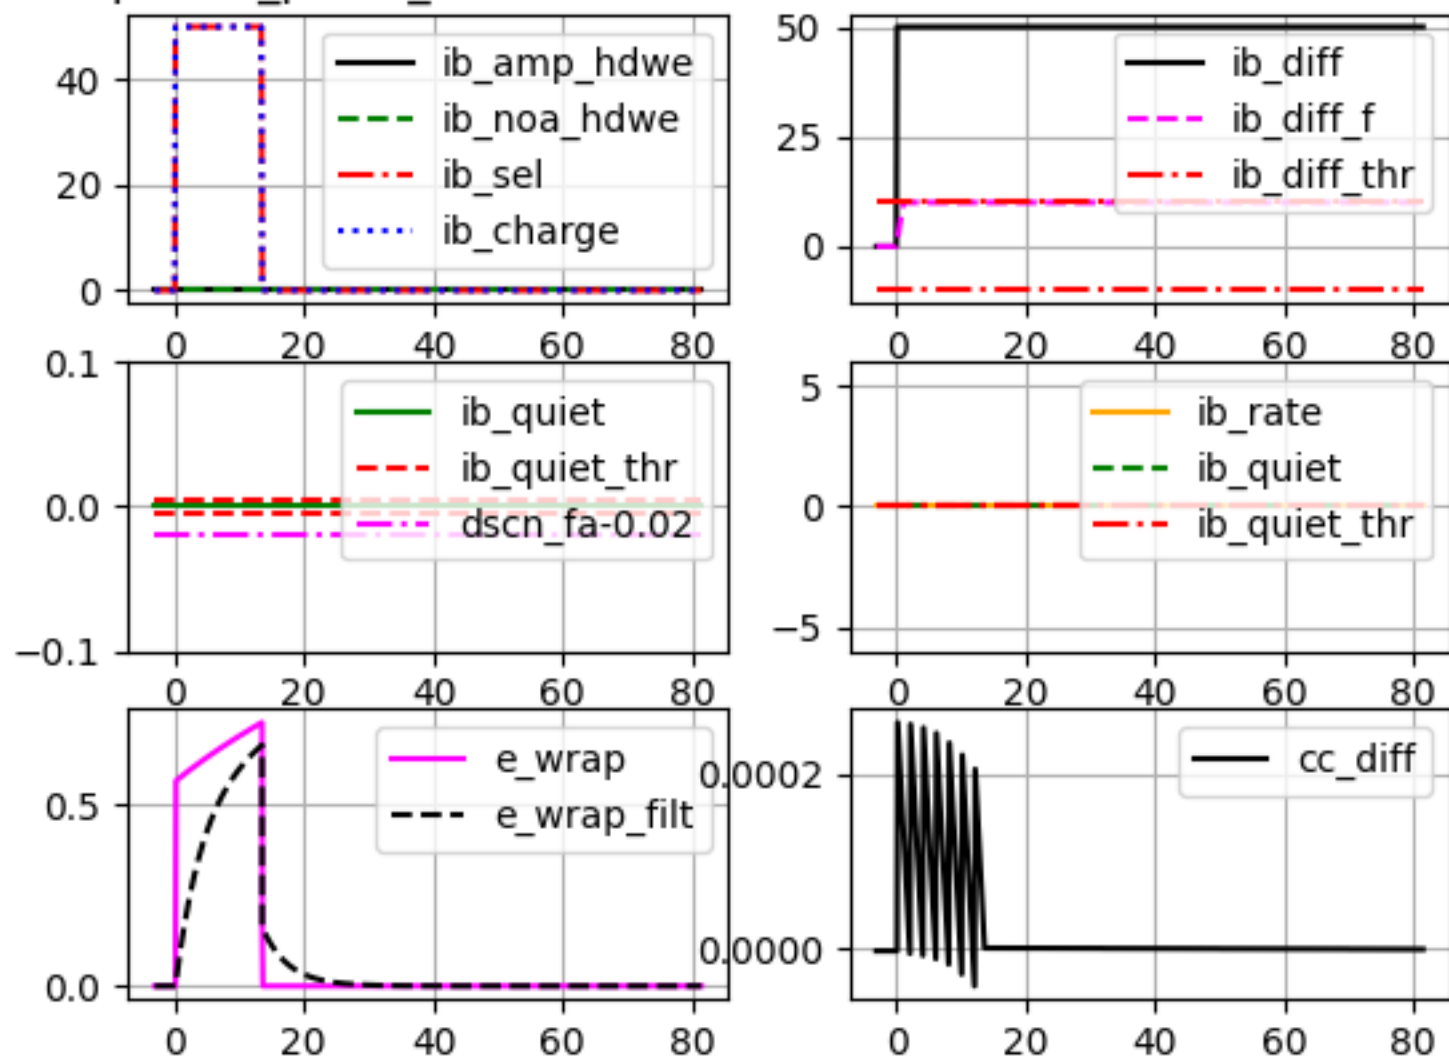 40
20
0
ib_amp_hdwe
ib_noa_hdwe
ib_sel
ib_charge
0 20 40 60 80
50
25
0
ib_diff
ib_diff_f
ib_diff_thr
0 20 40 60 80
0.1
0.0
−0.1
ib_quiet
ib_quiet_thr
dscn_fa-0.02
0 20 40 60 80
5
0
−5
ib_rate
ib_quiet
ib_quiet_thr
0 20 40 60 80
0.5
0.0
e_wrap
e_wrap_filt
0 20 40 60 80
0.0002
0.0000
cc_diff
0 20 40 60 80